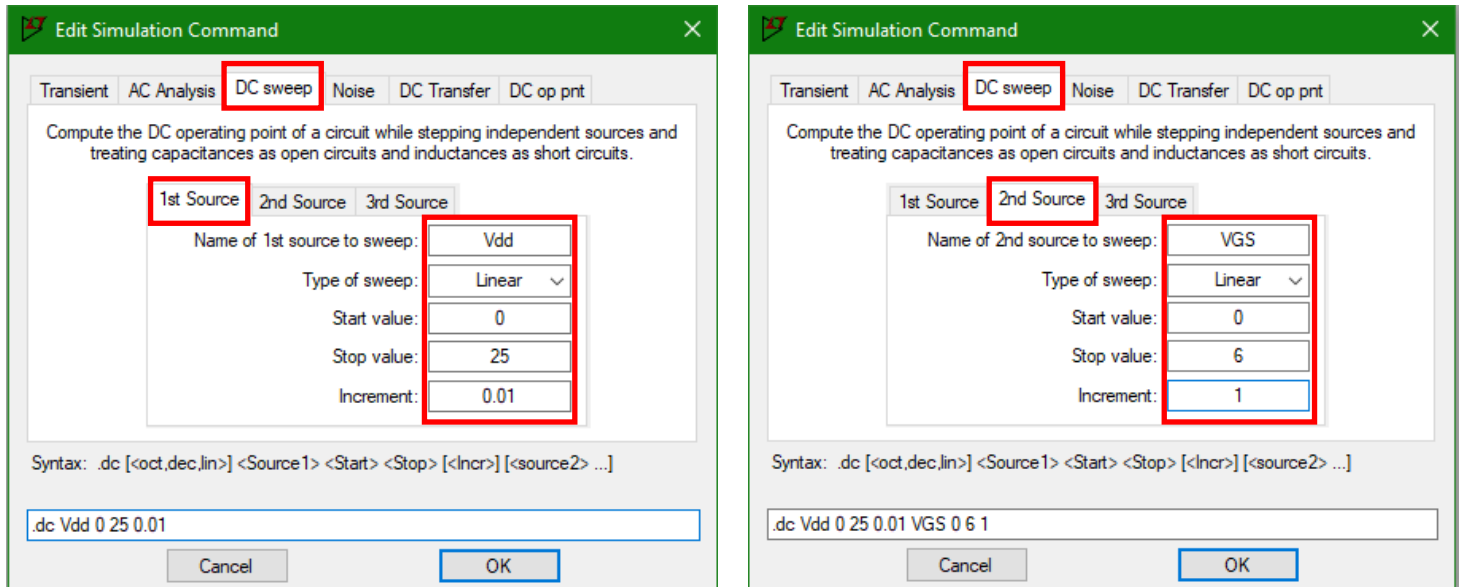 Edit Simulation Command
Transient AC Analysis DC sweep Noise DC Transfer DC op pnt
Compute the DC operating point of a circuit while stepping independent sources and
treating capacitances as open circuits and inductances as short circuits.
1st Source 2nd Source 3rd Source
Name of 1st source to sweep: Vdd
Type of sweep: Linear
Start value: 0
Stop value: 25
Increment: 0.01
Syntax: .dc [<oct,dec,lin>] <Source1> <Start> <Stop> [<Incr>] [<source2> ...]
.dc Vdd 0 25 0.01
Cancel OK
Edit Simulation Command
Transient AC Analysis DC sweep Noise DC Transfer DC op pnt
Compute the DC operating point of a circuit while stepping independent sources and
treating capacitances as open circuits and inductances as short circuits.
1st Source 2nd Source 3rd Source
Name of 2nd source to sweep: VGS
Type of sweep: Linear
Start value: 0
Stop value: 6
Increment: 1
Syntax: .dc [<oct,dec,lin>] <Source1> <Start> <Stop> [<Incr>] [<source2> ...]
.dc Vdd 0 25 0.01 VGS 0 6 1
Cancel OK